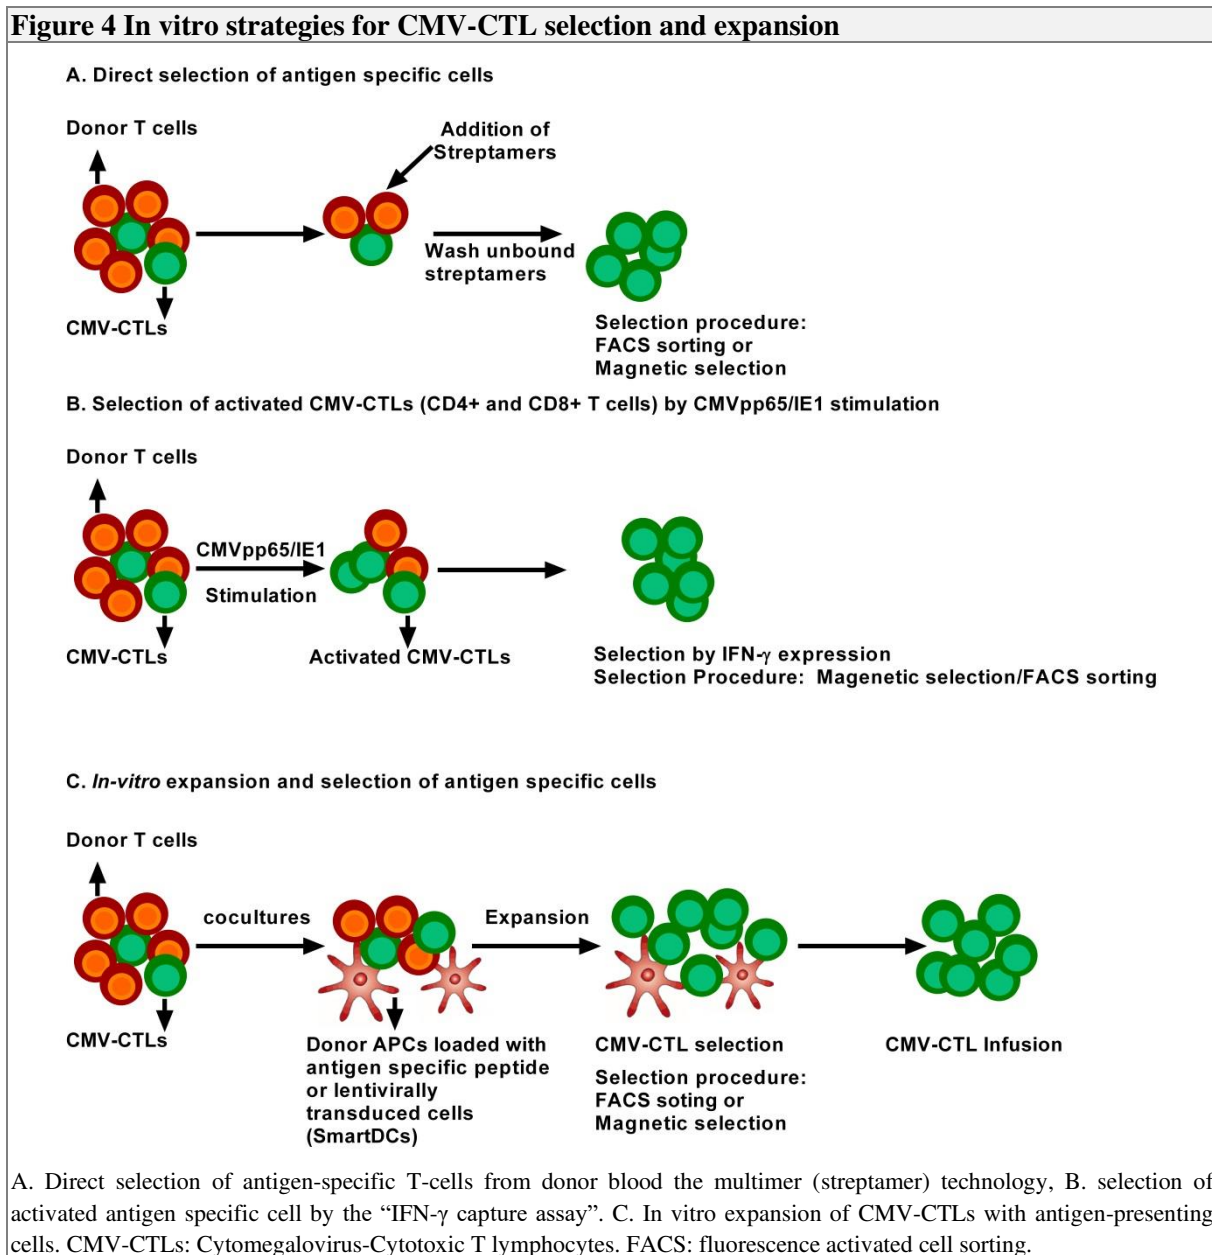 Figure 4 In vitro strategies for CMV-CTL selection and expansion
A. Direct selection of antigen specific cells
Donor T cells
Addition of
Streptamers
Wash unbound
streptamers
CMV-CTLs
Selection procedure:
FACS sorting or
Magnetic selection
B. Selection of activated CMV-CTLs (CD4+ and CD8+ T cells) by CMVpp65/IE1 stimulation
Donor T cells
CMVpp65/IE1
Stimulation
CMV-CTLs
Activated CMV-CTLs
Selection by IFN-γ expression
Selection Procedure: Magenetic selection/FACS sorting
C. In-vitro expansion and selection of antigen specific cells
Donor T cells
cocultures
Expansion
CMV-CTLs
Donor APCs loaded with
antigen specific peptide
or lentivirally
transduced cells
(SmartDCs)
CMV-CTL selection
Selection procedure:
FACS soting or
Magnetic selection
CMV-CTL Infusion
A. Direct selection of antigen-specific T-cells from donor blood the multimer (streptamer) technology, B. selection of
activated antigen specific cell by the “IFN-γ capture assay”. C. In vitro expansion of CMV-CTLs with antigen-presenting
cells. CMV-CTLs: Cytomegalovirus-Cytotoxic T lymphocytes. FACS: fluorescence activated cell sorting.